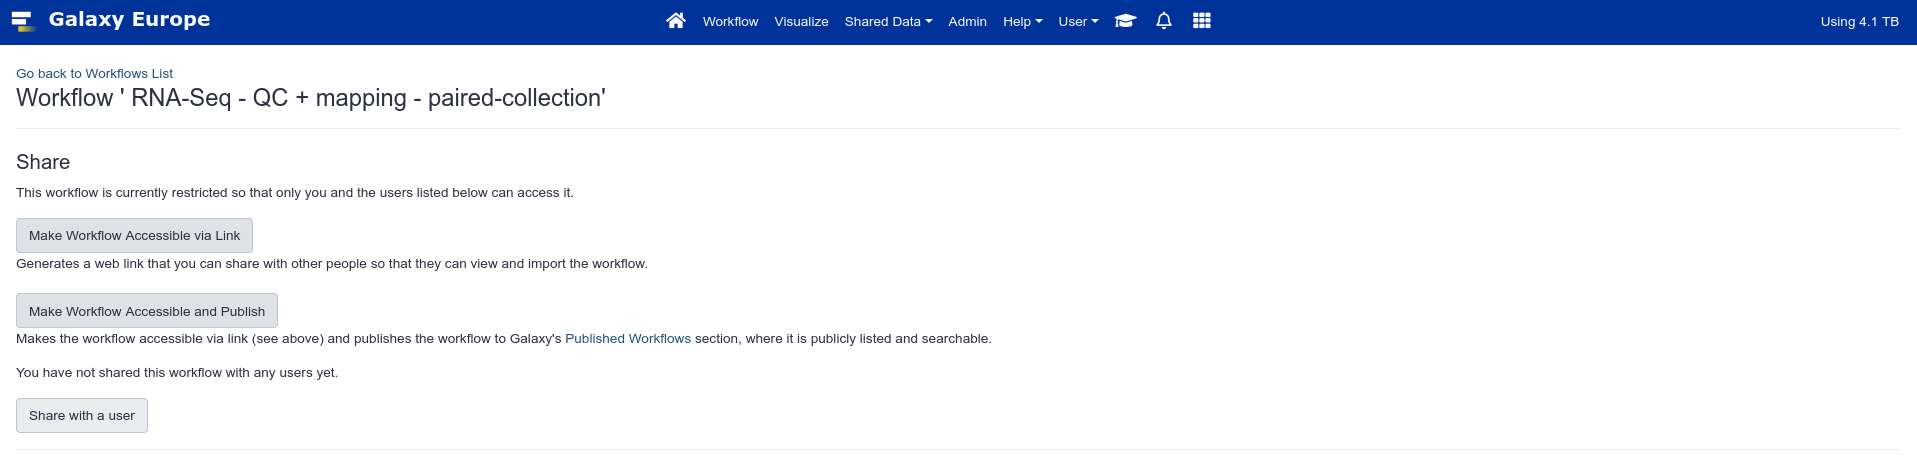 Galaxy Europe
Workflow Visualize Shared Data Admin Help User
Using 4.1 TB
Go back to Workflows List
Workflow ' RNA-Seq - QC + mapping - paired-collection'
Share
This workflow is currently restricted so that only you and the users listed below can access it.
Make Workflow Accessible via Link
Generates a web link that you can share with other people so that they can view and import the workflow.
Make Workflow Accessible and Publish
Makes the workflow accessible via link (see above) and publishes the workflow to Galaxy's Published Workflows section, where it is publicly listed and searchable.
You have not shared this workflow with any users yet.
Share with a user